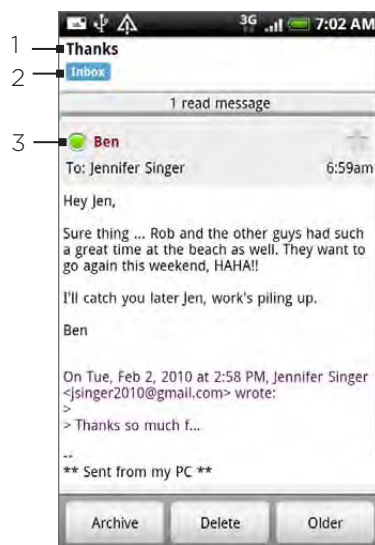 3G 7:02 AM
1 Thanks
2 Inbox
1 read message
3 Ben
To: Jennifer Singer 6:59am
Hey Jen,
Sure thing ... Rob and the other guys had such
a great time at the beach as well. They want to
go again this weekend, HAHA!!
I'll catch you later Jen, work's piling up.
Ben
On Tue, Feb 2, 2010 at 2:58 PM, Jennifer Singer
<jsinger2010@gmail.com> wrote:
>
> Thanks so much f...
--
** Sent from my PC **
Archive Delete Older